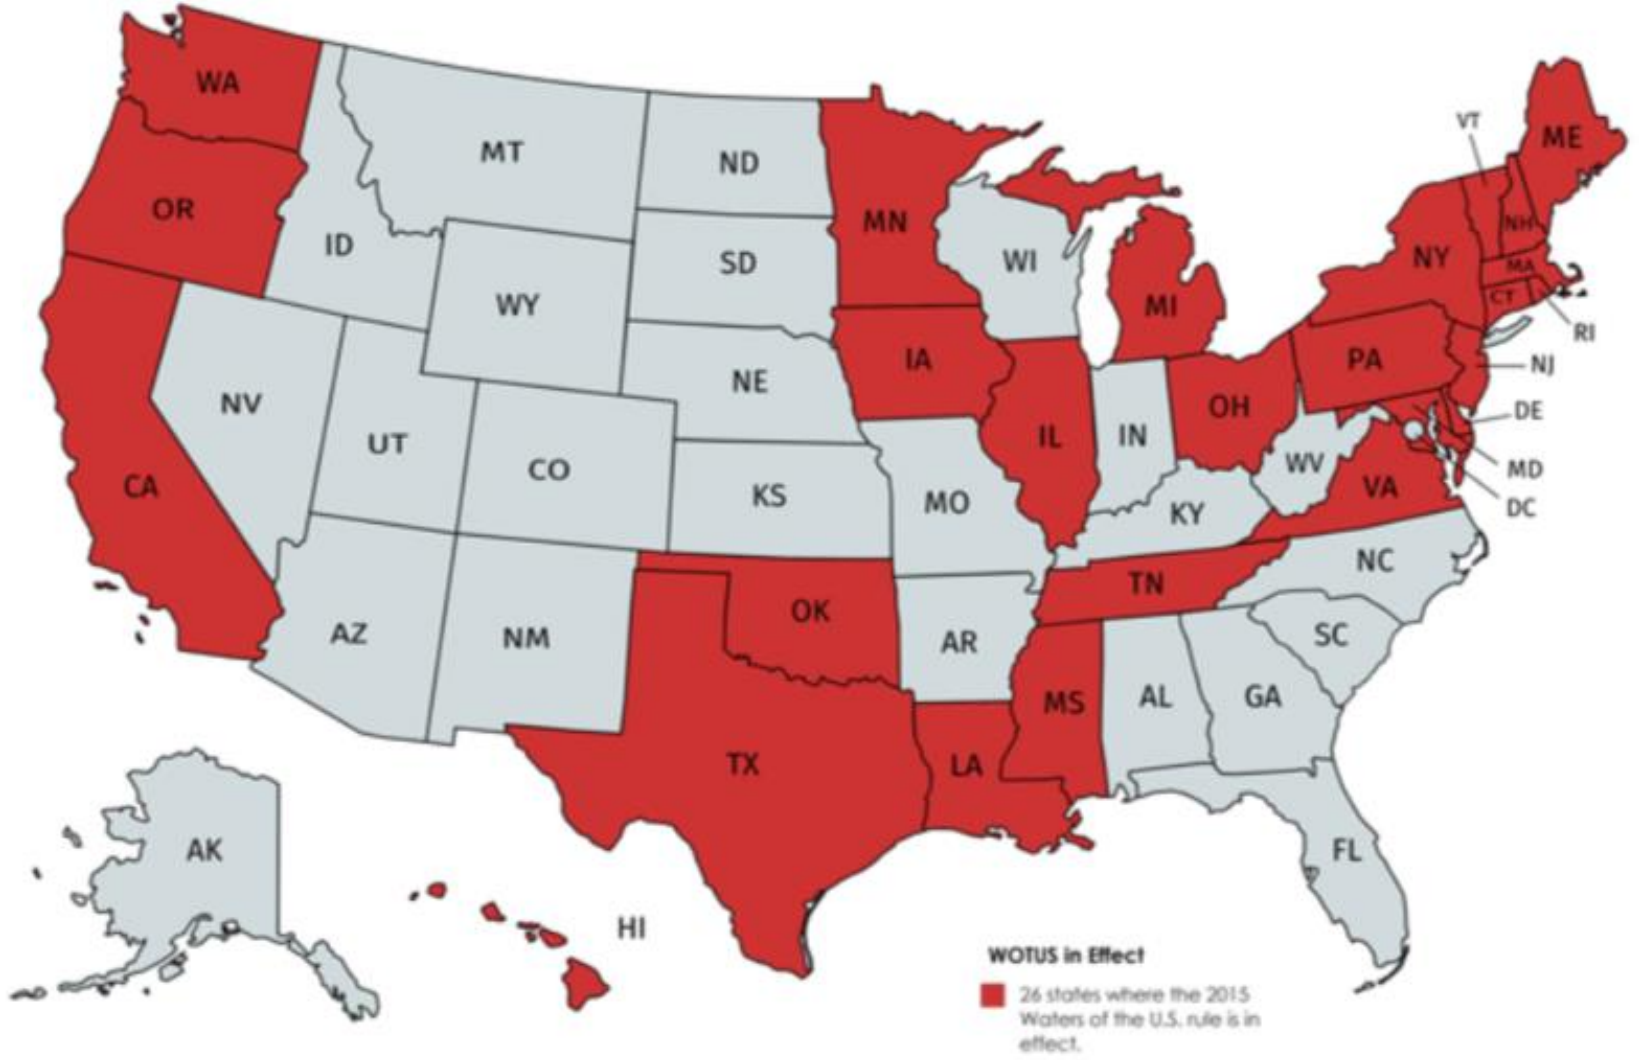 WA
MT
ND
VT
ME
OR
MN
NH
ID
SD
WI
NY
MA
CT
WY
MI
RI
IA
PA
NJ
NE
NV
OH
DE
UT
CO
IL
IN
WV
MD
CA
KS
MO
KY
VA
DC
NC
TN
OK
AZ
NM
AR
SC
MS
AL
GA
TX
LA
AK
FL
HI
WOTUS in Effect
26 states where the 2015
Waters of the U.S. rule is in
effect.